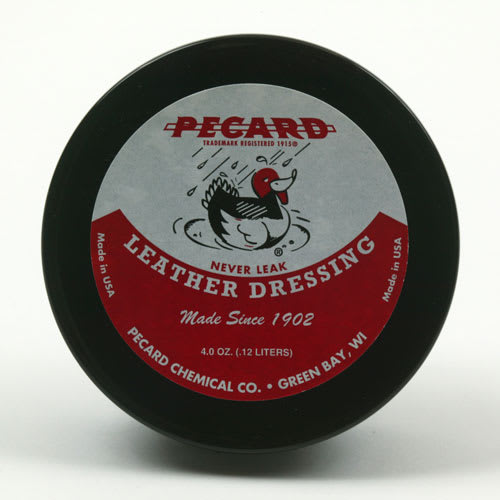 PECARD
TRADEMARK REGISTERED 1915®
®
NEVER LEAK
LEATHER DRESSING
Made in USA
Made in USA
Made Since 1902
4.0 OZ. (.12 LITERS)
PECARD CHEMICAL CO. • GREEN BAY, WI